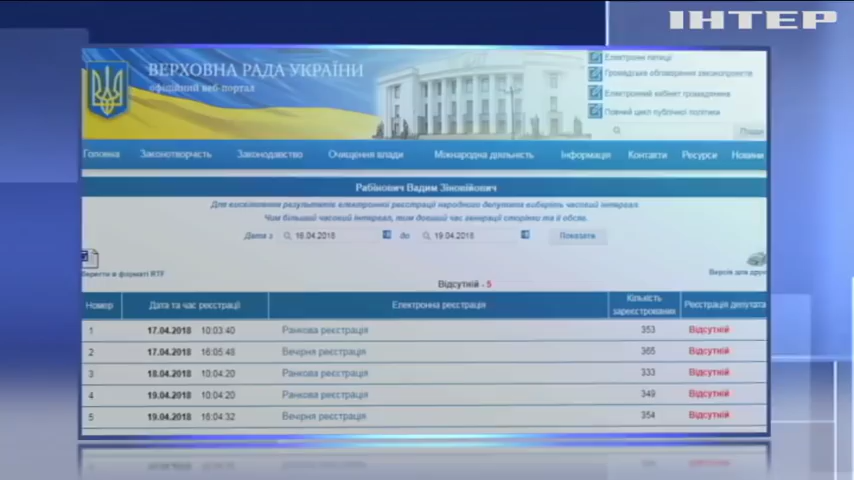 ІНТЕР
ВЕРХОВНА РАДА УКРАЇНИ
офіційний веб-портал
Електронні петиції
Громадське обговорення законопроектів
Електронний кабінет громадянина
Повний цикл публічної політики
Пошук
Головна Законотворчість Законодавство Очищення влади Міжнародна діяльність Інформація Контакти Ресурси Новини
Рабінович Вадим Зіновійович
Для висвітлення результатів електронної реєстрації народного депутата виберіть часовий інтервал
Чим більший часовий інтервал, тим довший час генерації сторінки та її обсяг.
Дата з 16.04.2018 до 19.04.2018 Показати
Зберегти в форматі RTF
Версія для друку
Відсутній - 5
Номер Дата та час реєстрації Електронна реєстрація Кількість зареєстрованих Реєстрація депутата
1 17.04.2018 10:03:40 Ранкова реєстрація 353 Відсутній
2 17.04.2018 16:05:48 Вечірня реєстрація 365 Відсутній
3 18.04.2018 10:04:20 Ранкова реєстрація 333 Відсутній
4 19.04.2018 10:04:20 Ранкова реєстрація 349 Відсутній
5 19.04.2018 16:04:32 Вечірня реєстрація 354 Відсутній